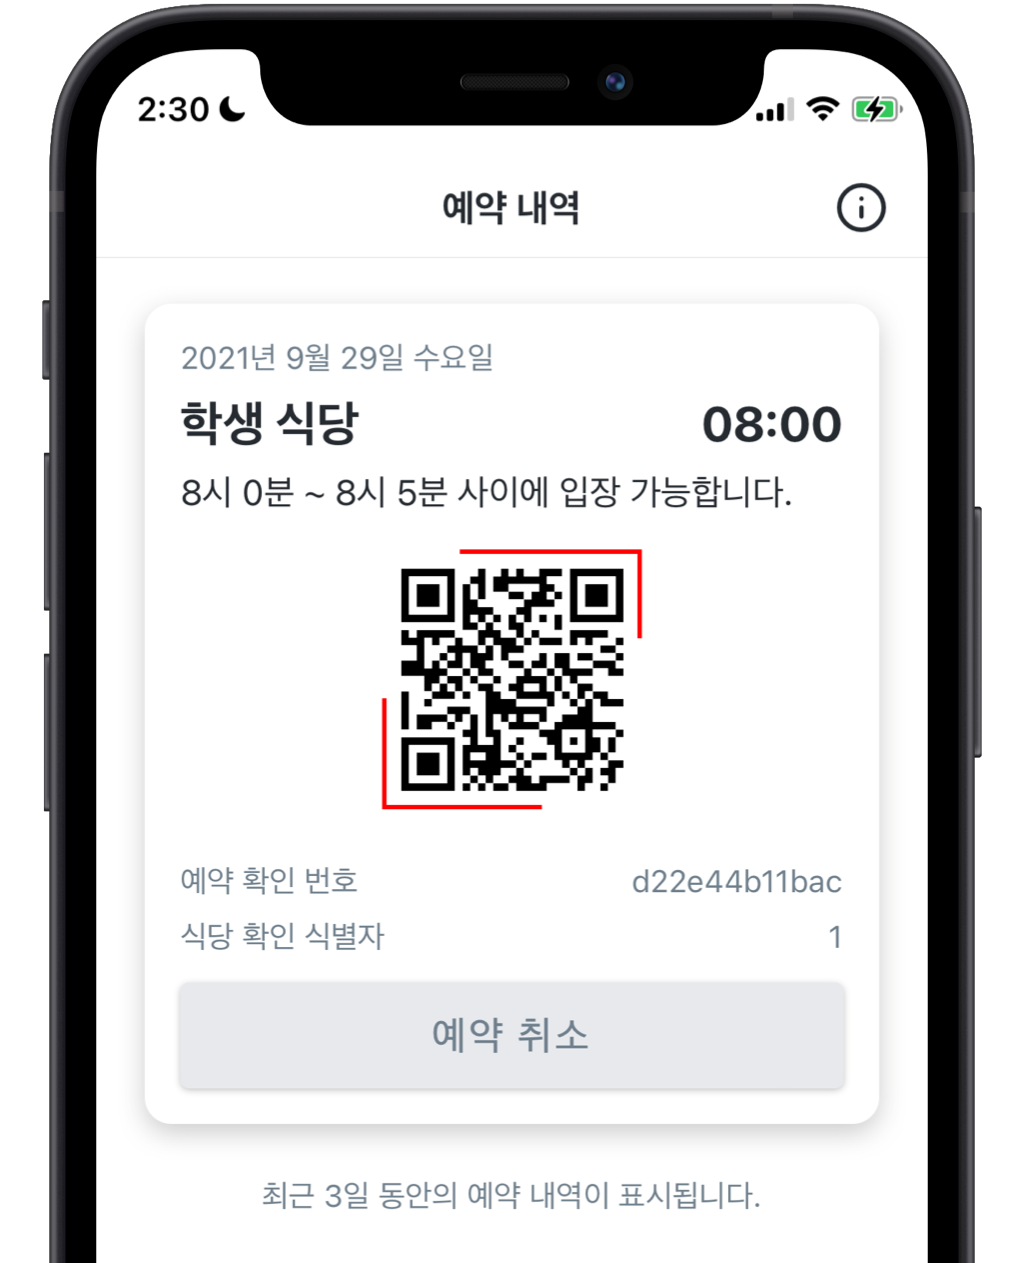 2:30
예약 내역
2021년 9월 29일 수요일
학생 식당 08:00
8시 0분 ~ 8시 5분 사이에 입장 가능합니다.
예약 확인 번호 d22e44b11bac
식당 확인 식별자 1
예약 취소
최근 3일 동안의 예약 내역이 표시됩니다.